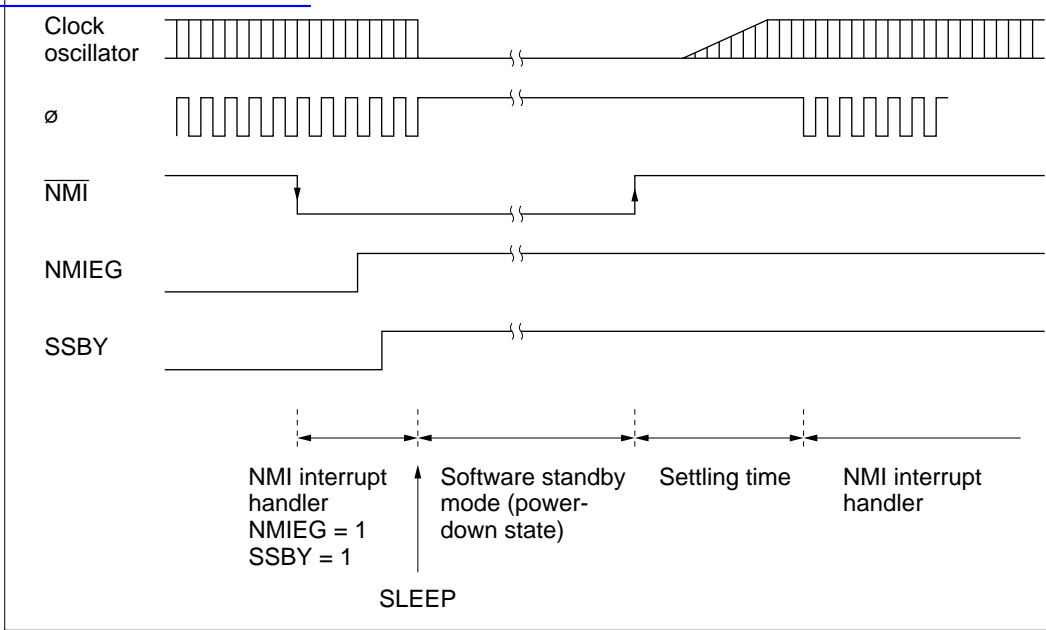 Clock
oscillator
ø
NMI
NMIEG
SSBY
NMI interrupt
handler
NMIEG = 1
SSBY = 1
Software standby
mode (power-
down state)
Settling time
NMI interrupt
handler
SLEEP